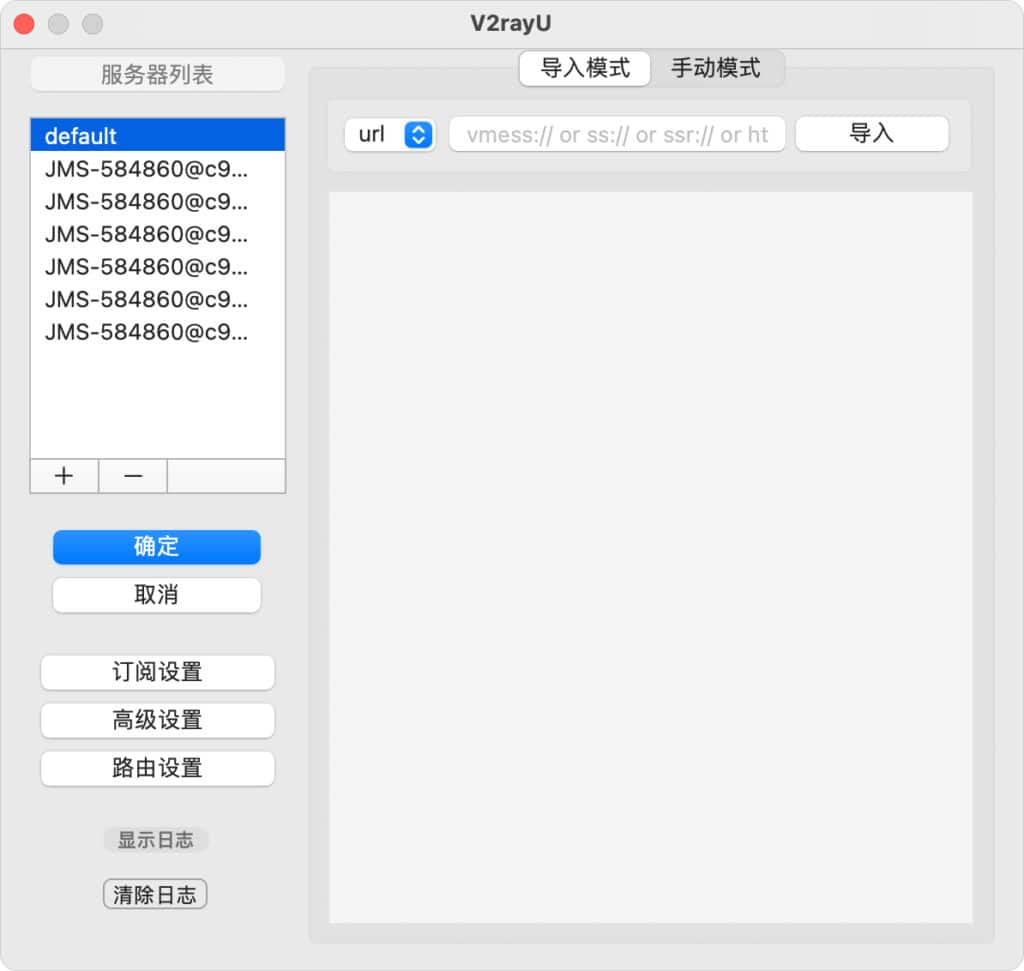 V2rayU
服务器列表
default
JMS-584860@c9...
JMS-584860@c9...
JMS-584860@c9...
JMS-584860@c9...
JMS-584860@c9...
JMS-584860@c9...
+ −
确定
取消
订阅设置
高级设置
路由设置
显示日志
清除日志
导入模式 手动模式
url vmess:// or ss:// or ssr:// or ht 导入